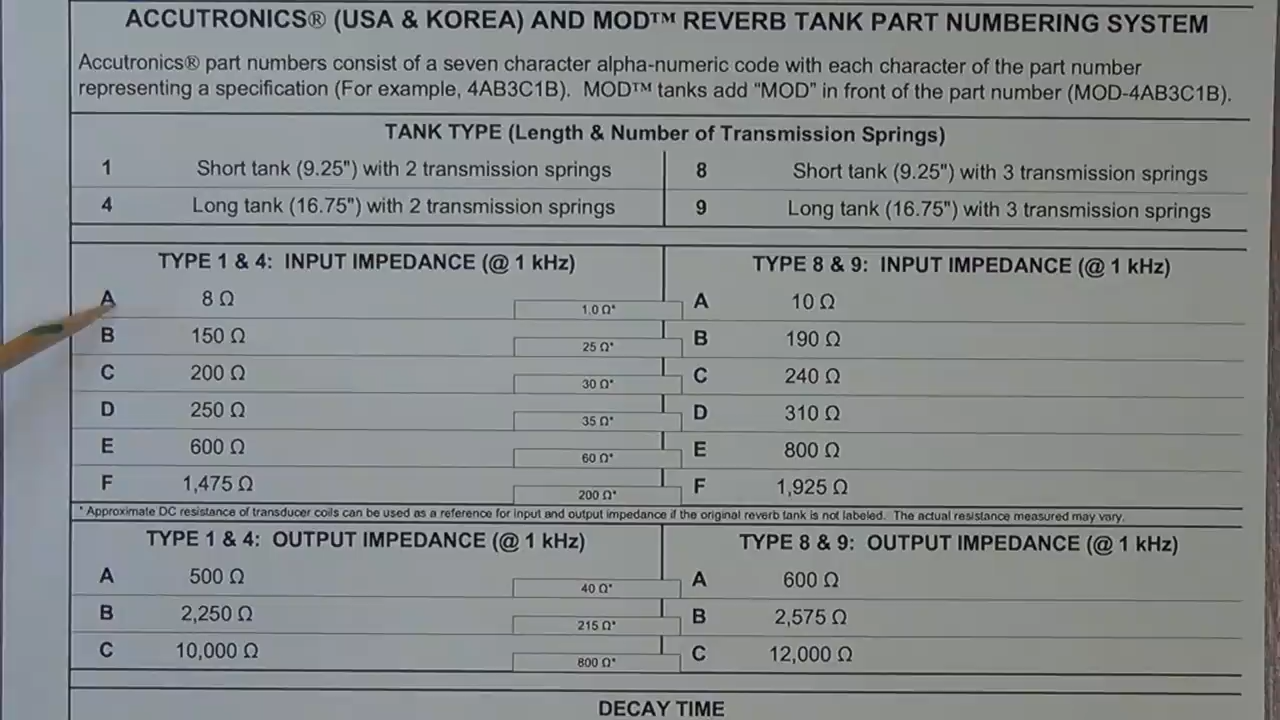 ACCUTRONICS® (USA & KOREA) AND MOD™ REVERB TANK PART NUMBERING SYSTEM
Accutronics® part numbers consist of a seven character alpha-numeric code with each character of the part number
representing a specification (For example, 4AB3C1B). MOD™ tanks add "MOD" in front of the part number (MOD-4AB3C1B).
TANK TYPE (Length & Number of Transmission Springs)
1 Short tank (9.25") with 2 transmission springs 8 Short tank (9.25") with 3 transmission springs
4 Long tank (16.75") with 2 transmission springs 9 Long tank (16.75") with 3 transmission springs
TYPE 1 & 4: INPUT IMPEDANCE (@ 1 kHz) TYPE 8 & 9: INPUT IMPEDANCE (@ 1 kHz)
A 8 Ω 1.0 Ω* A 10 Ω
B 150 Ω 25 Ω* B 190 Ω
C 200 Ω 30 Ω* C 240 Ω
D 250 Ω 35 Ω* D 310 Ω
E 600 Ω 60 Ω* E 800 Ω
F 1,475 Ω 200 Ω* F 1,925 Ω
* Approximate DC resistance of transducer coils can be used as a reference for input and output impedance if the original reverb tank is not labeled. The actual resistance measured may vary.
TYPE 1 & 4: OUTPUT IMPEDANCE (@ 1 kHz) TYPE 8 & 9: OUTPUT IMPEDANCE (@ 1 kHz)
A 500 Ω 40 Ω* A 600 Ω
B 2,250 Ω 215 Ω* B 2,575 Ω
C 10,000 Ω 800 Ω* C 12,000 Ω
DECAY TIME